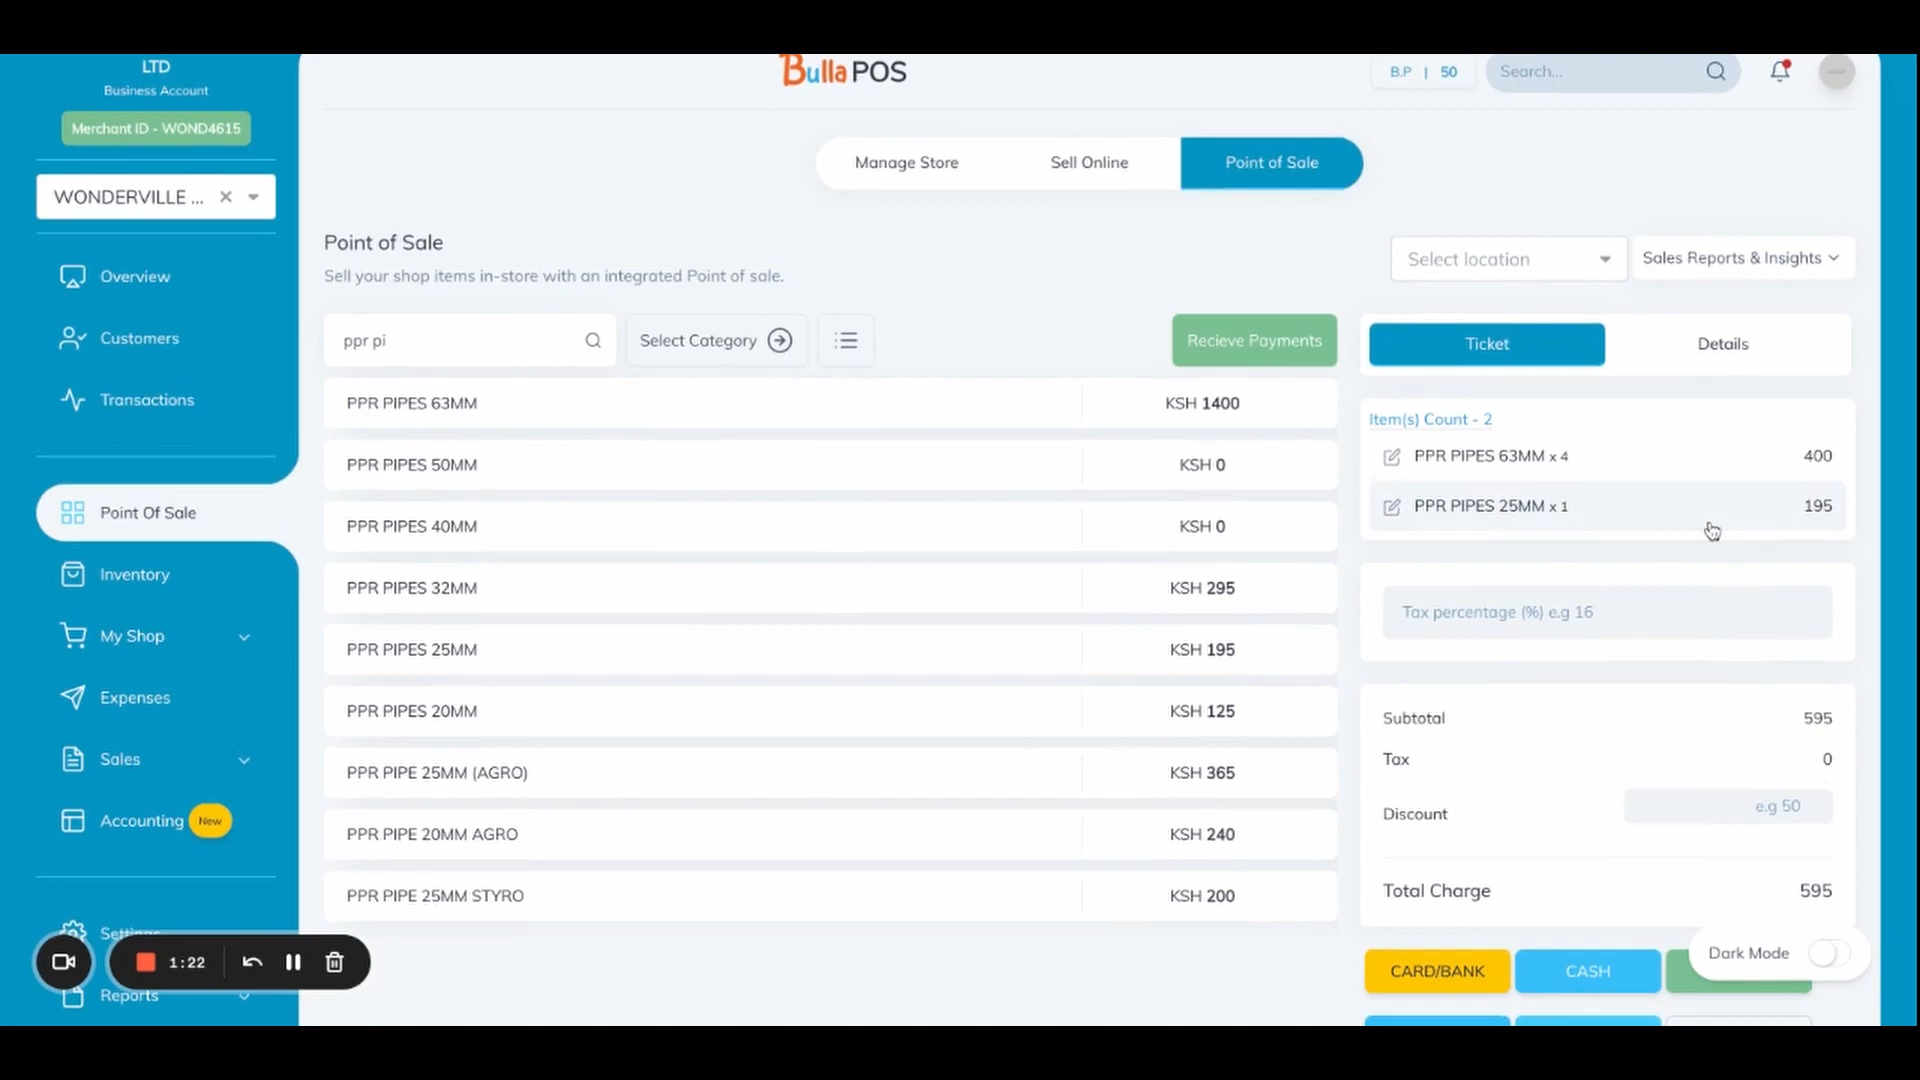 LTD
Business Account
Merchant ID - WOND4615
WONDERVILLE ...
Overview
Customers
Transactions
Point Of Sale
Inventory
My Shop
Expenses
Sales
Accounting New
Settings
Reports
1:22
Bulla POS
B.P | 50
Search...
Manage Store
Sell Online
Point of Sale
Point of Sale
Sell your shop items in-store with an integrated Point of sale.
Select location
Sales Reports & Insights
ppr pi
Select Category
Recieve Payments
PPR PIPES 63MM KSH 1400
PPR PIPES 50MM KSH 0
PPR PIPES 40MM KSH 0
PPR PIPES 32MM KSH 295
PPR PIPES 25MM KSH 195
PPR PIPES 20MM KSH 125
PPR PIPE 25MM (AGRO) KSH 365
PPR PIPE 20MM AGRO KSH 240
PPR PIPE 25MM STYRO KSH 200
Ticket
Details
Item(s) Count - 2
PPR PIPES 63MM x 4 400
PPR PIPES 25MM x 1 195
Tax percentage (%) e.g 16
Subtotal 595
Tax 0
Discount e.g 50
Total Charge 595
CARD/BANK
CASH
Dark Mode